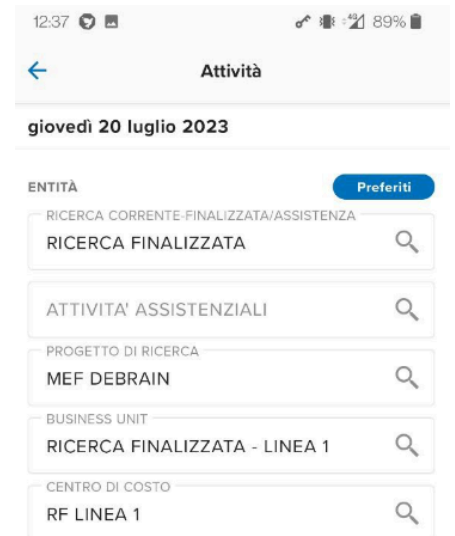 12:37 4G 89%
Attività
giovedì 20 luglio 2023
ENTITÀ Preferiti
RICERCA CORRENTE-FINALIZZATA/ASSISTENZA
RICERCA FINALIZZATA
ATTIVITA' ASSISTENZIALI
PROGETTO DI RICERCA
MEF DEBRAIN
BUSINESS UNIT
RICERCA FINALIZZATA - LINEA 1
CENTRO DI COSTO
RF LINEA 1